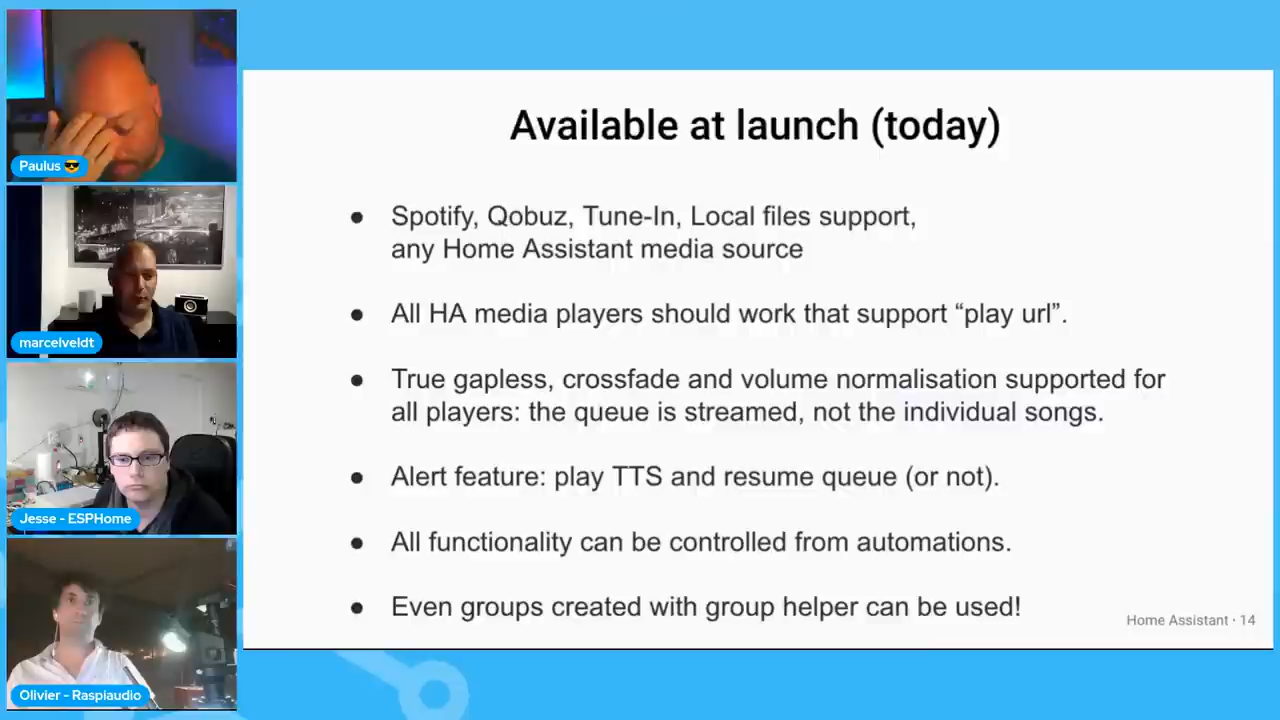 Paulus 😎
marcelveldt
Jesse - ESPHome
Olivier - Raspiaudio
Available at launch (today)
● Spotify, Qobuz, Tune-In, Local files support,
any Home Assistant media source
● All HA media players should work that support “play url”.
● True gapless, crossfade and volume normalisation supported for
all players: the queue is streamed, not the individual songs.
● Alert feature: play TTS and resume queue (or not).
● All functionality can be controlled from automations.
● Even groups created with group helper can be used!
Home Assistant · 14